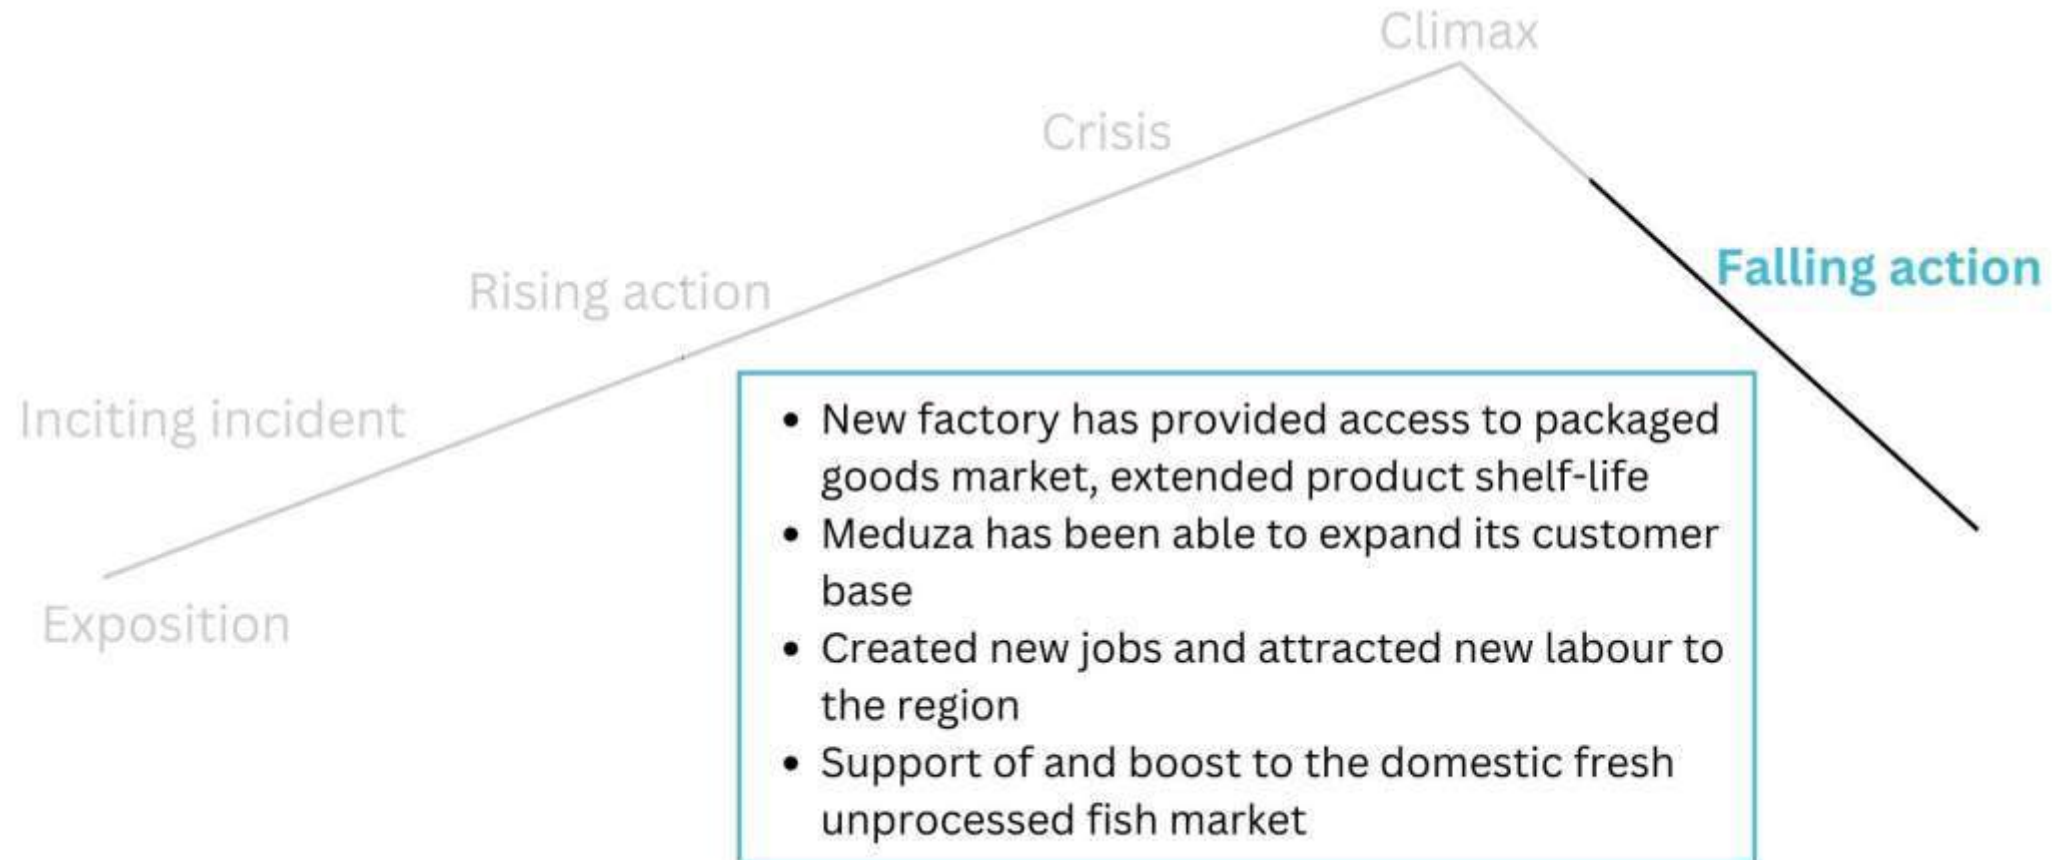 Climax
Crisis
Falling action
Rising action
Inciting incident
Exposition
• New factory has provided access to packaged
goods market, extended product shelf-life
• Meduza has been able to expand its customer
base
• Created new jobs and attracted new labour to
the region
• Support of and boost to the domestic fresh
unprocessed fish market